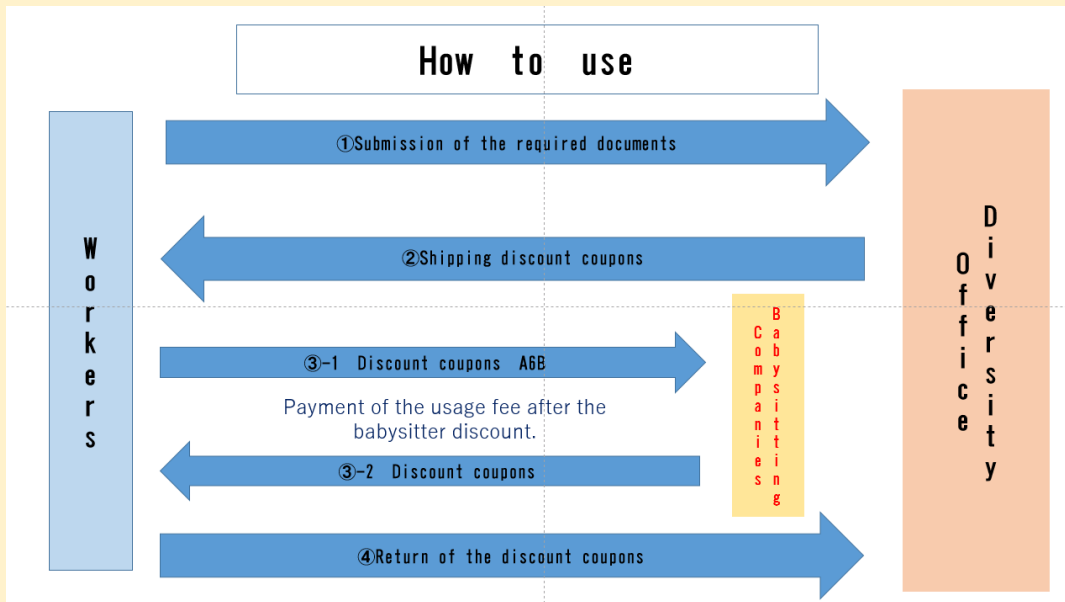 How to use
①Submission of the required documents
Workers
②Shipping discount coupons
Diversity
Office
Babysitting
Companies
③-1 Discount coupons A6B
Payment of the usage fee after the
babysitter discount.
③-2 Discount coupons
④Return of the discount coupons